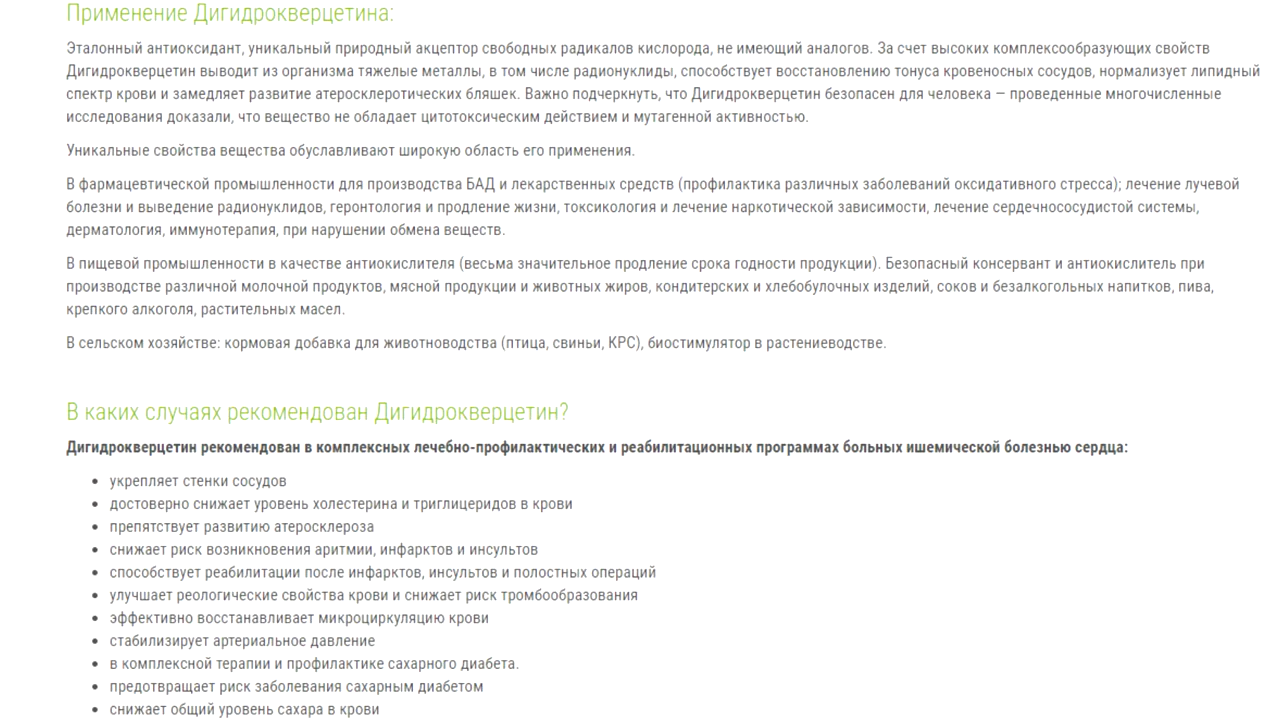 Применение Дигидрокверцетина:
Эталонный антиоксидант, уникальный природный акцептор свободных радикалов кислорода, не имеющий аналогов. За счет высоких комплексообразующих свойств
Дигидрокверцетин выводит из организма тяжелые металлы, в том числе радионуклиды, способствует восстановлению тонуса кровеносных сосудов, нормализует липидный
спектр крови и замедляет развитие атеросклеротических бляшек. Важно подчеркнуть, что Дигидрокверцетин безопасен для человека — проведенные многочисленные
исследования доказали, что вещество не обладает цитотоксическим действием и мутагенной активностью.
Уникальные свойства вещества обуславливают широкую область его применения.
В фармацевтической промышленности для производства БАД и лекарственных средств (профилактика различных заболеваний оксидативного стресса); лечение лучевой
болезни и выведение радионуклидов, геронтология и продление жизни, токсикология и лечение наркотической зависимости, лечение сердечнососудистой системы,
дерматология, иммунотерапия, при нарушении обмена веществ.
В пищевой промышленности в качестве антиокислителя (весьма значительное продление срока годности продукции). Безопасный консервант и антиокислитель при
производстве различной молочной продуктов, мясной продукции и животных жиров, кондитерских и хлебобулочных изделий, соков и безалкогольных напитков, пива,
крепкого алкоголя, растительных масел.
В сельском хозяйстве: кормовая добавка для животноводства (птица, свиньи, КРС), биостимулятор в растениеводстве.
В каких случаях рекомендован Дигидрокверцетин?
Дигидрокверцетин рекомендован в комплексных лечебно-профилактических и реабилитационных программах больных ишемической болезнью сердца:
• укрепляет стенки сосудов
• достоверно снижает уровень холестерина и триглицеридов в крови
• препятствует развитию атеросклероза
• снижает риск возникновения аритмии, инфарктов и инсультов
• способствует реабилитации после инфарктов, инсультов и полостных операций
• улучшает реологические свойства крови и снижает риск тромбообразования
• эффективно восстанавливает микроциркуляцию крови
• стабилизирует артериальное давление
• в комплексной терапии и профилактике сахарного диабета.
• предотвращает риск заболевания сахарным диабетом
• снижает общий уровень сахара в крови